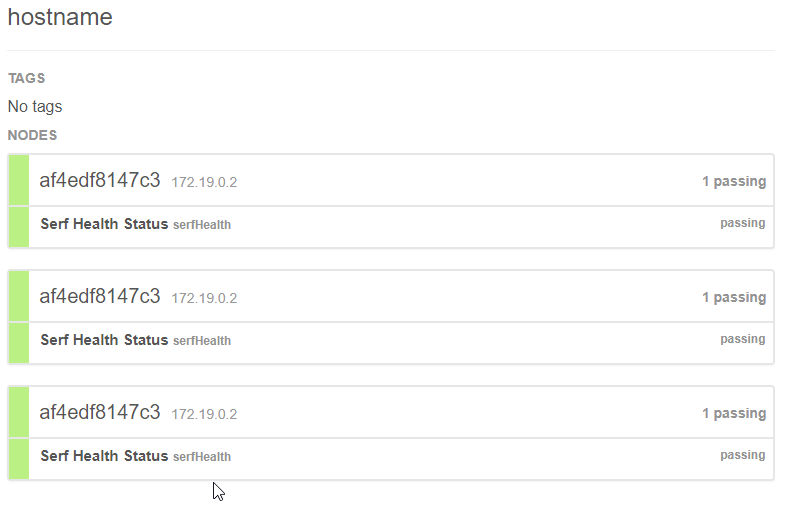 hostname
TAGS
No tags
NODES
af4edf8147c3 172.19.0.2 1 passing
Serf Health Status serfHealth passing
af4edf8147c3 172.19.0.2 1 passing
Serf Health Status serfHealth passing
af4edf8147c3 172.19.0.2 1 passing
Serf Health Status serfHealth passing